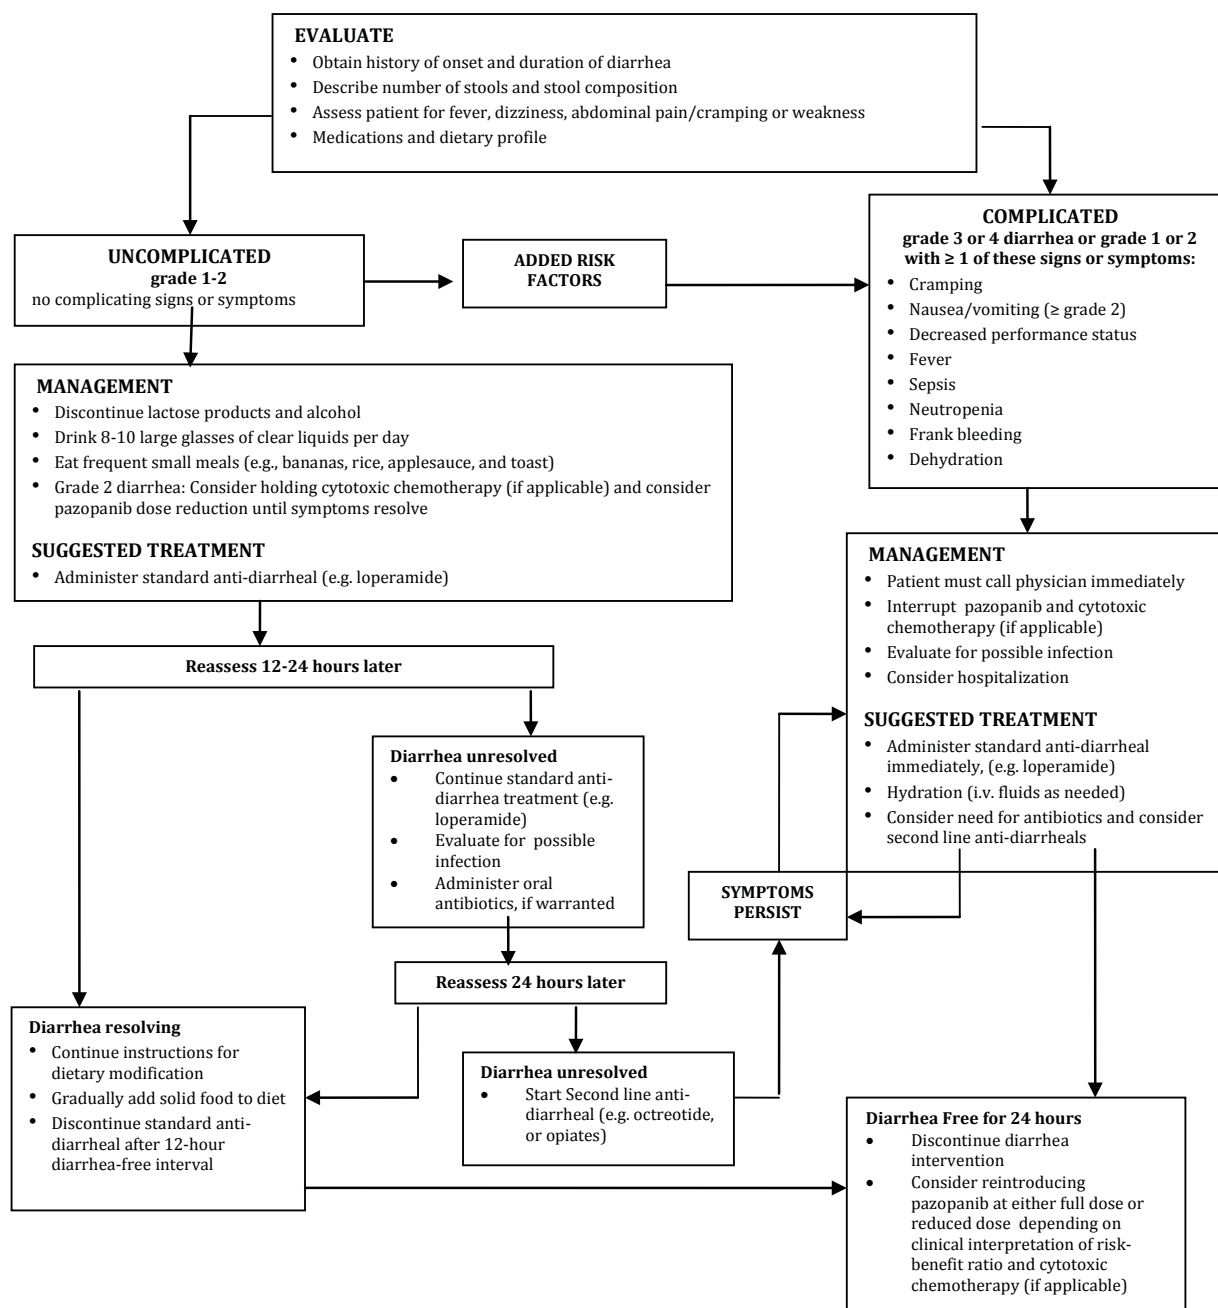 EVALUATE
• Obtain history of onset and duration of diarrhea
• Describe number of stools and stool composition
• Assess patient for fever, dizziness, abdominal pain/cramping or weakness
• Medications and dietary profile
UNCOMPLICATED
grade 1-2
no complicating signs or symptoms
ADDED RISK
FACTORS
COMPLICATED
grade 3 or 4 diarrhea or grade 1 or 2
with ≥ 1 of these signs or symptoms:
• Cramping
• Nausea/vomiting (≥ grade 2)
• Decreased performance status
• Fever
• Sepsis
• Neutropenia
• Frank bleeding
• Dehydration
MANAGEMENT
• Discontinue lactose products and alcohol
• Drink 8-10 large glasses of clear liquids per day
• Eat frequent small meals (e.g., bananas, rice, applesauce, and toast)
• Grade 2 diarrhea: Consider holding cytotoxic chemotherapy (if applicable) and consider
pazopanib dose reduction until symptoms resolve
SUGGESTED TREATMENT
• Administer standard anti-diarrheal (e.g. loperamide)
MANAGEMENT
• Patient must call physician immediately
• Interrupt pazopanib and cytotoxic
chemotherapy (if applicable)
• Evaluate for possible infection
• Consider hospitalization
SUGGESTED TREATMENT
• Administer standard anti-diarrheal
immediately, (e.g. loperamide)
• Hydration (i.v. fluids as needed)
• Consider need for antibiotics and consider
second line anti-diarrheals
Reassess 12-24 hours later
Diarrhea unresolved
• Continue standard anti-
diarrhea treatment (e.g.
loperamide)
• Evaluate for possible
infection
• Administer oral
antibiotics, if warranted
SYMPTOMS
PERSIST
Reassess 24 hours later
Diarrhea resolving
• Continue instructions for
dietary modification
• Gradually add solid food to diet
• Discontinue standard anti-
diarrheal after 12-hour
diarrhea-free interval
Diarrhea unresolved
• Start Second line anti-
diarrheal (e.g. octreotide,
or opiates)
Diarrhea Free for 24 hours
• Discontinue diarrhea
intervention
• Consider reintroducing
pazopanib at either full dose or
reduced dose depending on
clinical interpretation of risk-
benefit ratio and cytotoxic
chemotherapy (if applicable)